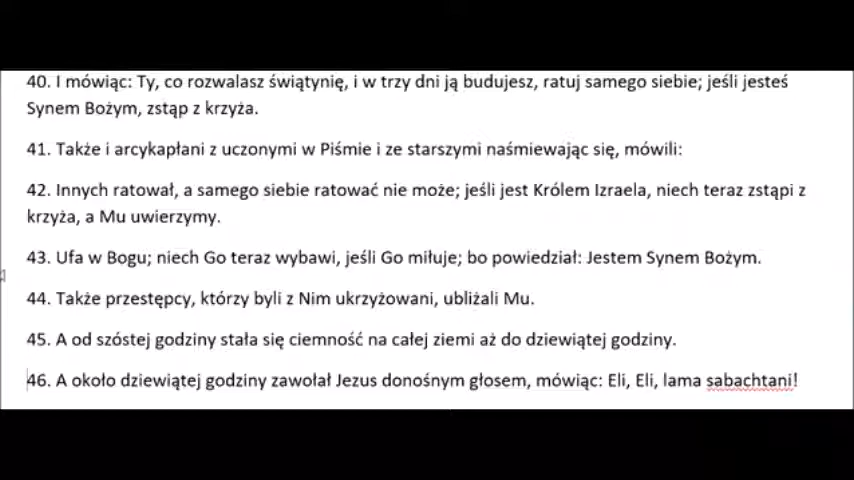 40. I mówiąc: Ty, co rozwalasz świątynię, i w trzy dni ją budujesz, ratuj samego siebie; jeśli jesteś
Synem Bożym, zstąp z krzyża.
41. Także i arcykapłani z uczonymi w Piśmie i ze starszymi naśmiewając się, mówili:
42. Innych ratował, a samego siebie ratować nie może; jeśli jest Królem Izraela, niech teraz zstąpi z
krzyża, a Mu uwierzymy.
43. Ufa w Bogu; niech Go teraz wybawi, jeśli Go miłuje; bo powiedział: Jestem Synem Bożym.
44. Także przestępcy, którzy byli z Nim ukrzyżowani, ubliżali Mu.
45. A od szóstej godziny stała się ciemność na całej ziemi aż do dziewiątej godziny.
46. A około dziewiątej godziny zawołał Jezus donośnym głosem, mówiąc: Eli, Eli, lama sabachtani!